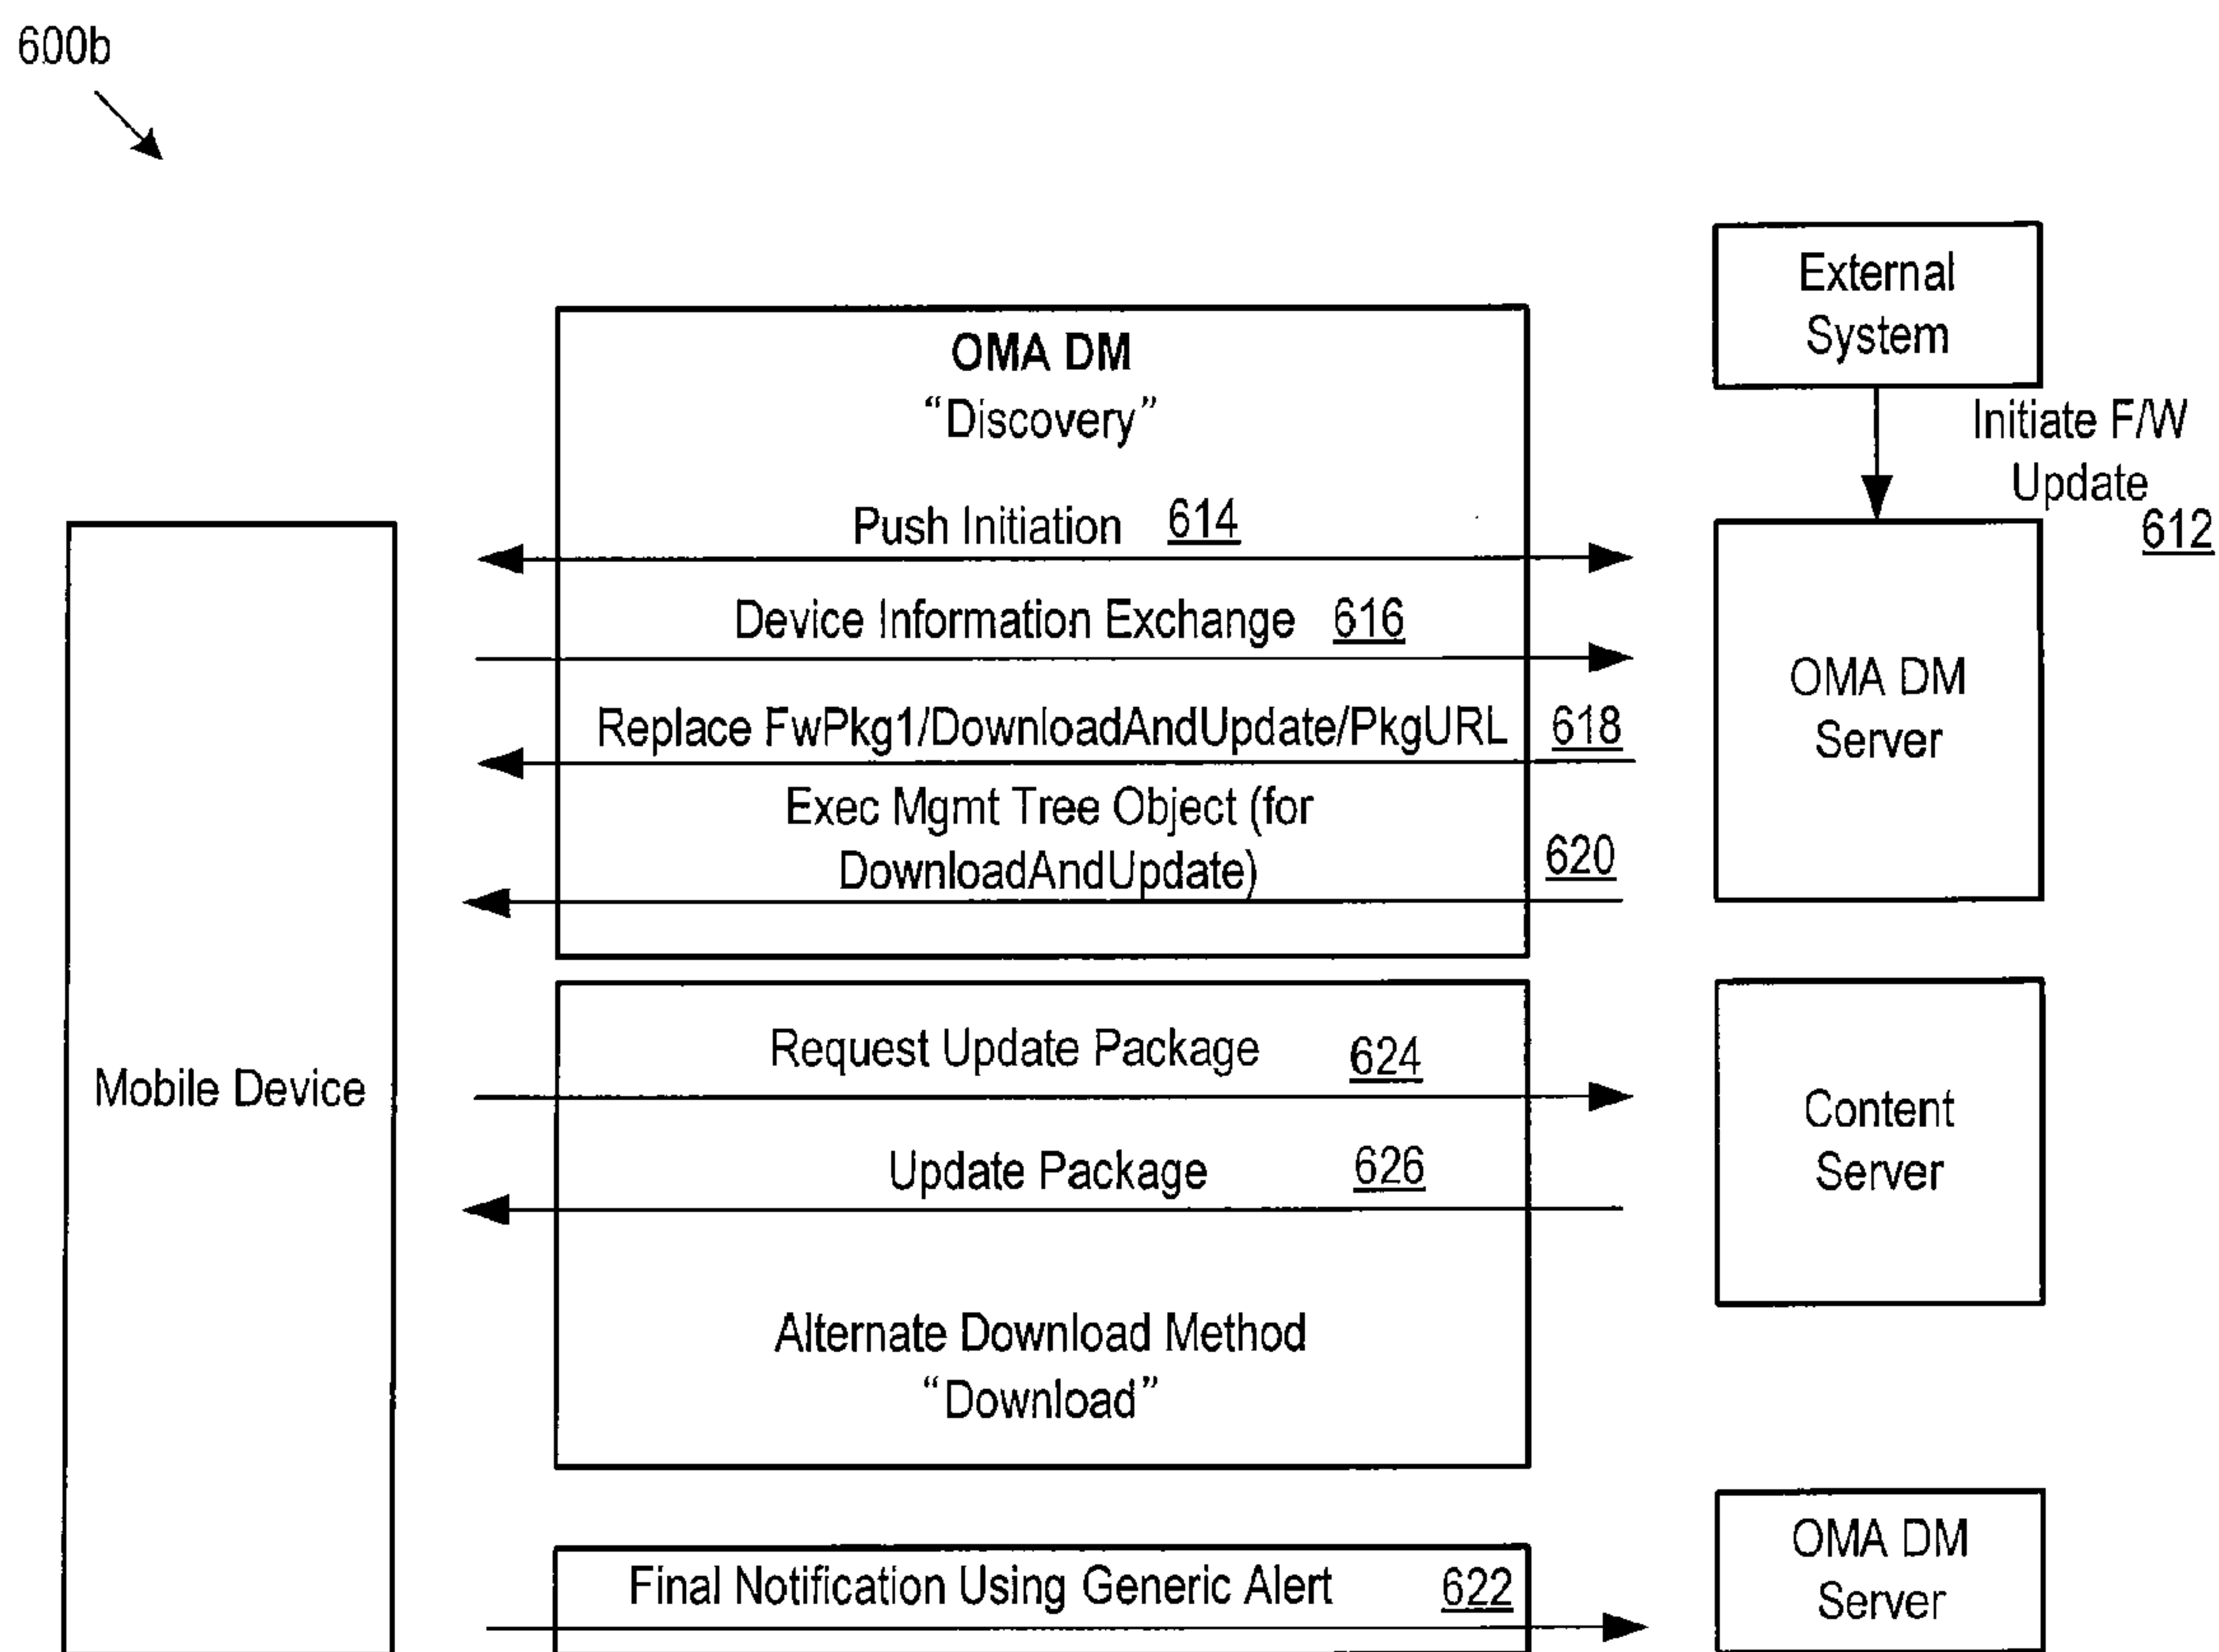 600b
External
System
Initiate F/W
Update
612
OMA DM
“Discovery”
Push Initiation 614
Device Information Exchange 616
Replace FwPkg1/DownloadAndUpdate/PkgURL 618
Exec Mgmt Tree Object (for
DownloadAndUpdate) 620
OMA DM
Server
Mobile Device
Request Update Package 624
Update Package 626
Alternate Download Method
“Download”
Content
Server
Final Notification Using Generic Alert 622
OMA DM
Server